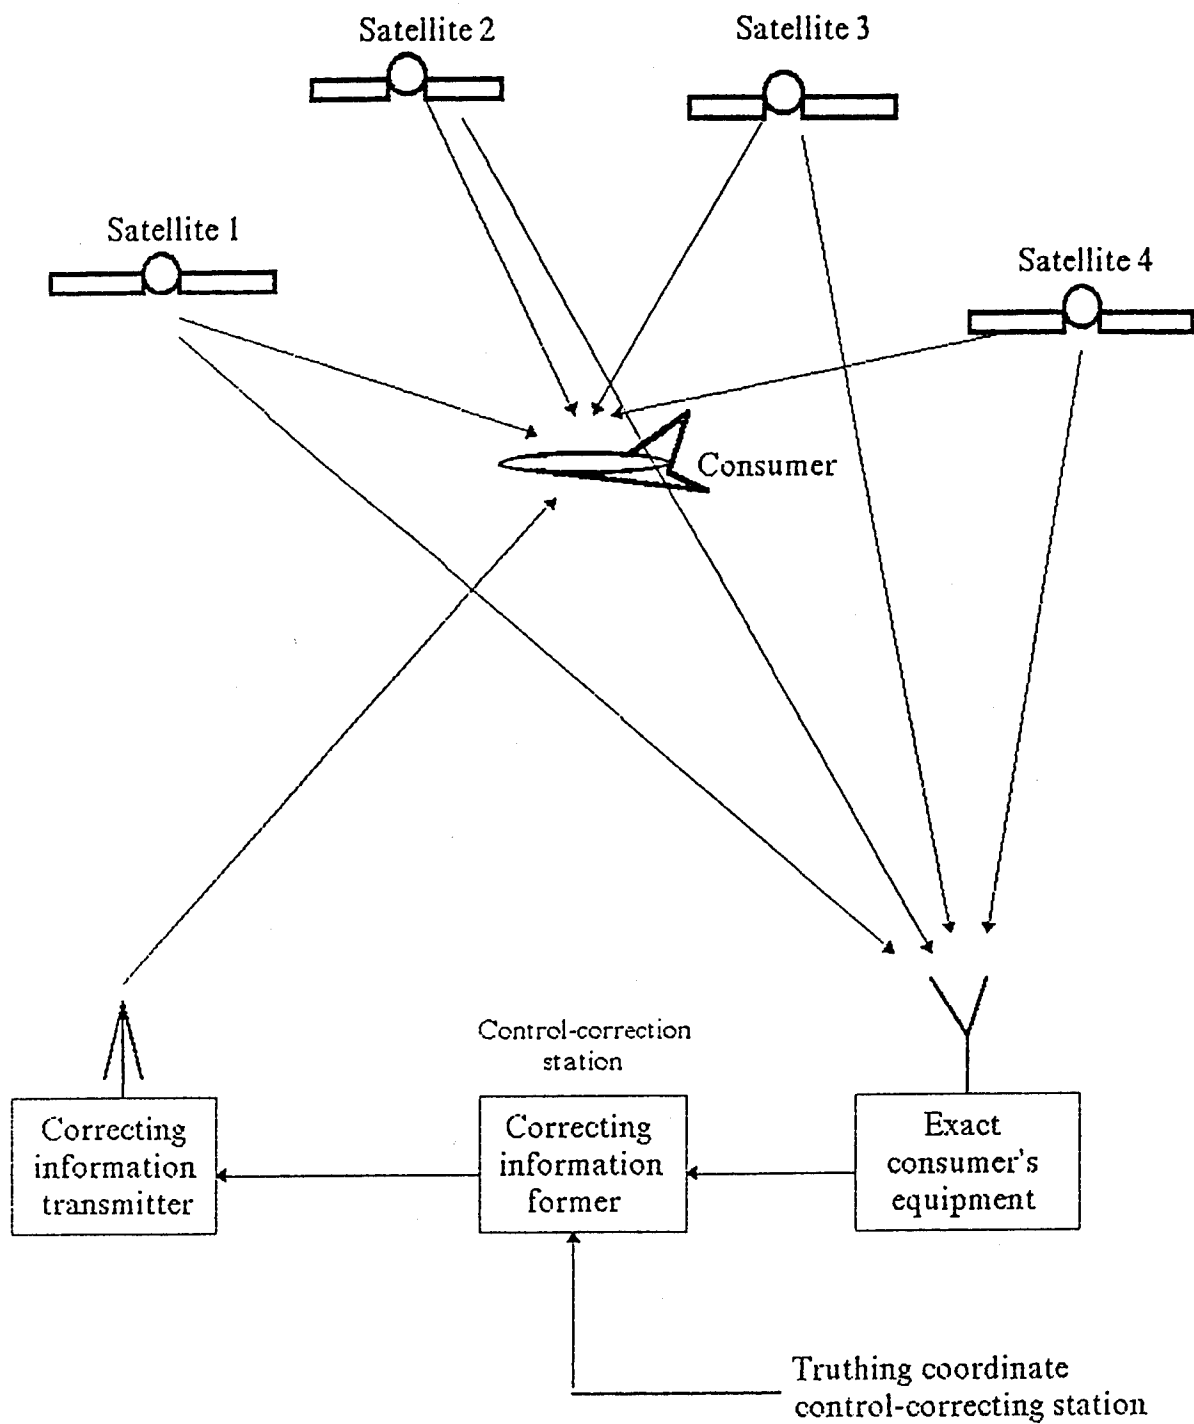 Satellite 2
Satellite 3
Satellite 1
Satellite 4
Consumer
Control-correction
station
Correcting
information
transmitter
Correcting
information
former
Exact
consumer's
equipment
Truthing coordinate
control-correcting station